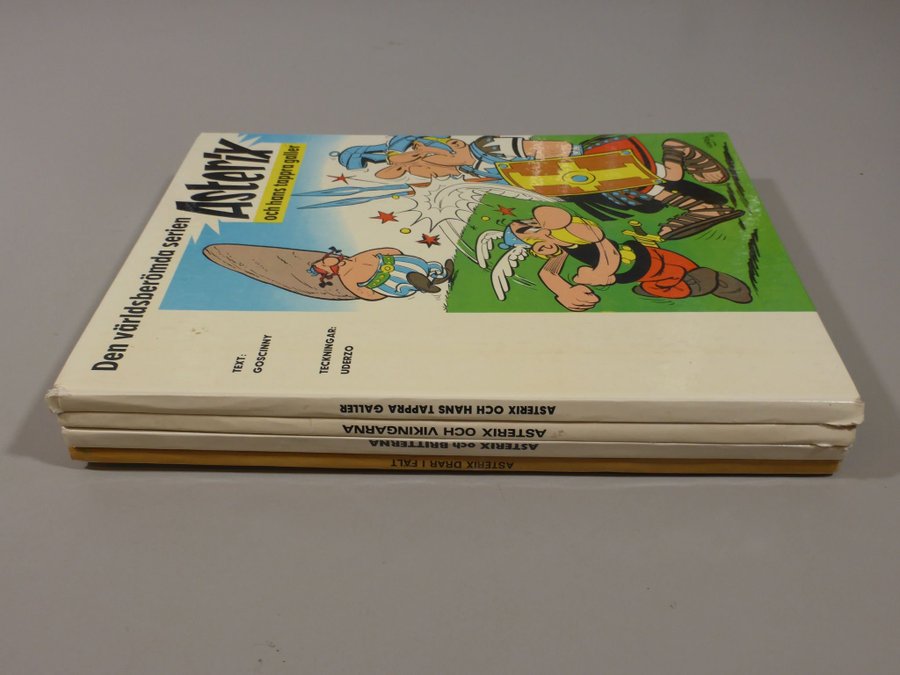 Den världsberömda serien
Asterix
och hans tappra galler
TEXT:
GOSCINNY
TECKNINGAR:
UDERZO
ASTERIX OCH HANS TAPPRA GALLER
ASTERIX OCH VIKINGARNA
ASTERIX och BRITTERNA
ASTERIX DRAR I FÄLT